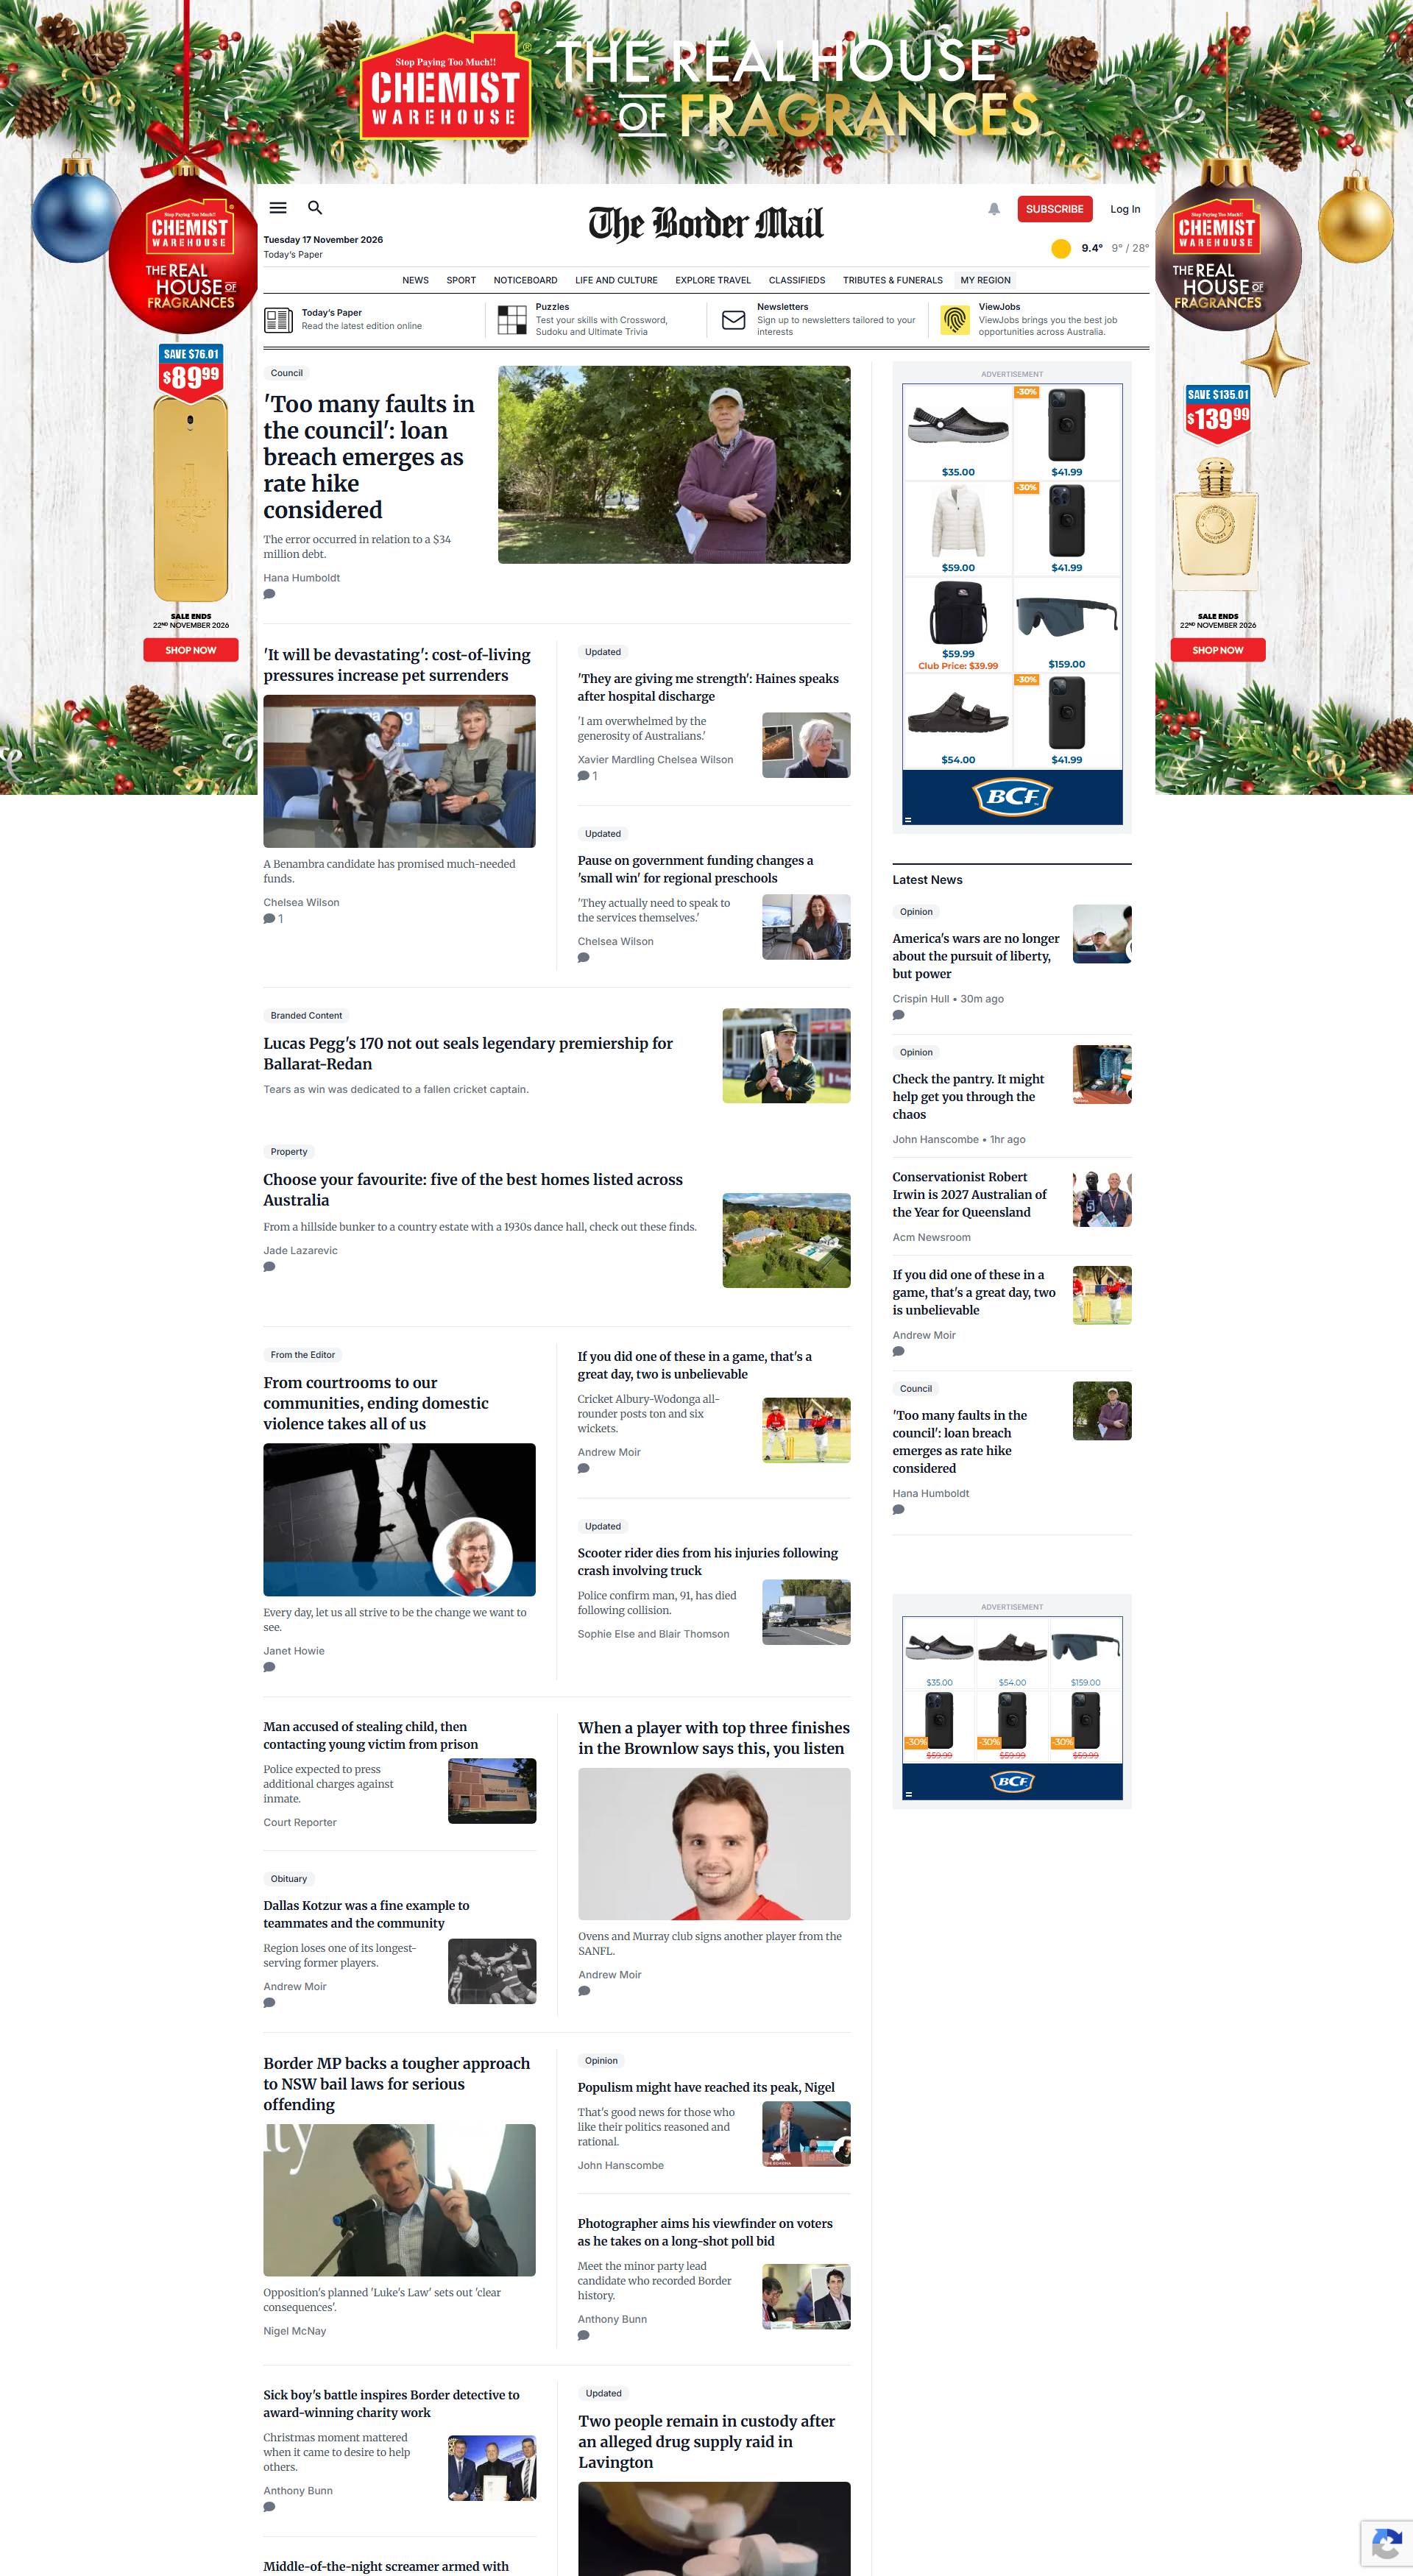 Stop Paying Too Much!!
CHEMIST
WAREHOUSE
®
THE REAL HOUSE
OF FRAGRANCES
Stop Paying Too Much!!
CHEMIST
WAREHOUSE
THE REAL
HOUSE OF
FRAGRANCES
SAVE $76.01
$89.99
SALE ENDS
22ND NOVEMBER 2026
SHOP NOW
Stop Paying Too Much!!
CHEMIST
WAREHOUSE
THE REAL
HOUSE OF
FRAGRANCES
SAVE $135.01
$139.99
SALE ENDS
22ND NOVEMBER 2026
SHOP NOW
The Border Mail
SUBSCRIBE
Log In
Tuesday 17 November 2026
Today's Paper
9.4° 9° / 28°
NEWS SPORT NOTICEBOARD LIFE AND CULTURE EXPLORE TRAVEL CLASSIFIEDS TRIBUTES & FUNERALS MY REGION
Today's Paper
Read the latest edition online
Puzzles
Test your skills with Crossword,
Sudoku and Ultimate Trivia
Newsletters
Sign up to newsletters tailored to your
interests
ViewJobs
ViewJobs brings you the best job
opportunities across Australia.
Council
'Too many faults in
the council': loan
breach emerges as
rate hike
considered
The error occurred in relation to a $34
million debt.
Hana Humboldt
'It will be devastating': cost-of-living
pressures increase pet surrenders
A Benambra candidate has promised much-needed
funds.
Chelsea Wilson
1
Updated
'They are giving me strength': Haines speaks
after hospital discharge
'I am overwhelmed by the
generosity of Australians.'
Xavier Mardling Chelsea Wilson
1
Updated
Pause on government funding changes a
'small win' for regional preschools
'They actually need to speak to
the services themselves.'
Chelsea Wilson
Branded Content
Lucas Pegg's 170 not out seals legendary premiership for
Ballarat-Redan
Tears as win was dedicated to a fallen cricket captain.
Property
Choose your favourite: five of the best homes listed across
Australia
From a hillside bunker to a country estate with a 1930s dance hall, check out these finds.
Jade Lazarevic
From the Editor
From courtrooms to our
communities, ending domestic
violence takes all of us
Every day, let us all strive to be the change we want to
see.
Janet Howie
If you did one of these in a game, that's a
great day, two is unbelievable
Cricket Albury-Wodonga all-
rounder posts ton and six
wickets.
Andrew Moir
Updated
Scooter rider dies from his injuries following
crash involving truck
Police confirm man, 91, has died
following collision.
Sophie Else and Blair Thomson
Man accused of stealing child, then
contacting young victim from prison
Police expected to press
additional charges against
inmate.
Court Reporter
Obituary
Dallas Kotzur was a fine example to
teammates and the community
Region loses one of its longest-
serving former players.
Andrew Moir
When a player with top three finishes
in the Brownlow says this, you listen
Ovens and Murray club signs another player from the
SANFL.
Andrew Moir
Border MP backs a tougher approach
to NSW bail laws for serious
offending
Opposition's planned 'Luke's Law' sets out 'clear
consequences'.
Nigel McNay
Opinion
Populism might have reached its peak, Nigel
That's good news for those who
like their politics reasoned and
rational.
John Hanscombe
Photographer aims his viewfinder on voters
as he takes on a long-shot poll bid
Meet the minor party lead
candidate who recorded Border
history.
Anthony Bunn
Sick boy's battle inspires Border detective to
award-winning charity work
Christmas moment mattered
when it came to desire to help
others.
Anthony Bunn
Middle-of-the-night screamer armed with
Updated
Two people remain in custody after
an alleged drug supply raid in
Lavington
ADVERTISEMENT
-30%
$35.00 $41.99
-30%
$59.00 $41.99
$59.99
Club Price: $39.99 $159.00
-30%
$54.00 $41.99
BCF
Latest News
Opinion
America's wars are no longer
about the pursuit of liberty,
but power
Crispin Hull • 30m ago
Opinion
Check the pantry. It might
help get you through the
chaos
John Hanscombe • 1hr ago
Conservationist Robert
Irwin is 2027 Australian of
the Year for Queensland
Acm Newsroom
If you did one of these in a
game, that's a great day, two
is unbelievable
Andrew Moir
Council
'Too many faults in the
council': loan breach
emerges as rate hike
considered
Hana Humboldt
ADVERTISEMENT
$35.00 $54.00 $159.00
-30% -30% -30%
$59.99 $59.99 $59.99
BCF